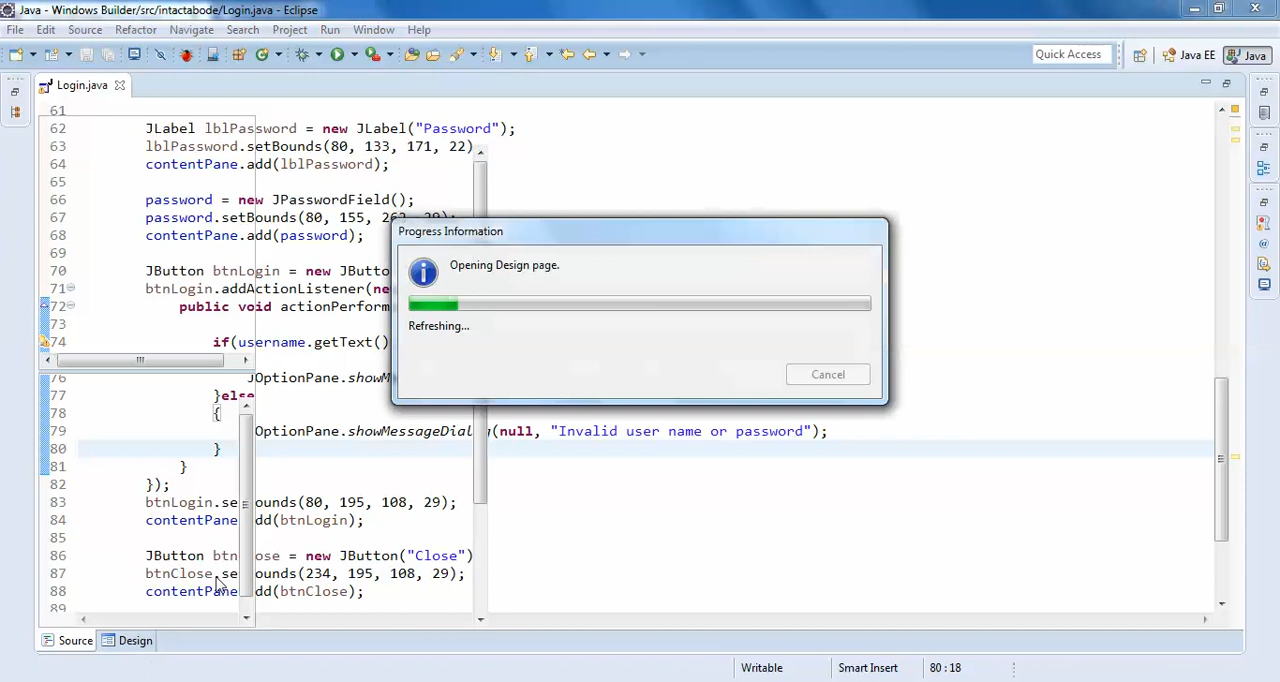 Java - Windows Builder/src/intactabode/Login.java - Eclipse
File Edit Source Refactor Navigate Search Project Run Window Help
Quick Access Java EE Java
Login.java
61
62 JLabel lblPassword = new JLabel("Password");
63 lblPassword.setBounds(80, 133, 171, 22)
64 contentPane.add(lblPassword);
65
66 password = new JPasswordField();
67 password.setBounds(80, 155, 262, 29);
68 contentPane.add(password);
69
70 JButton btnLogin = new JButto
71 btnLogin.addActionListener(ne
72 public void actionPerform
73
74 if(username.getText()
76 JOptionPane.showM
77 }else
78 {
79 OptionPane.showMessageDialog(null, "Invalid user name or password");
80 }
81 }
82 });
83 btnLogin.se ounds(80, 195, 108, 29);
84 contentPane dd(btnLogin);
85
86 JButton btn lose = new JButton("Close")
87 btnClose.se ounds(234, 195, 108, 29);
88 contentPane dd(btnClose);
89
Progress Information
Opening Design page.
Refreshing...
Cancel
Source Design
Writable Smart Insert 80 : 18